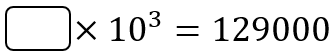 × 10³ = 129000